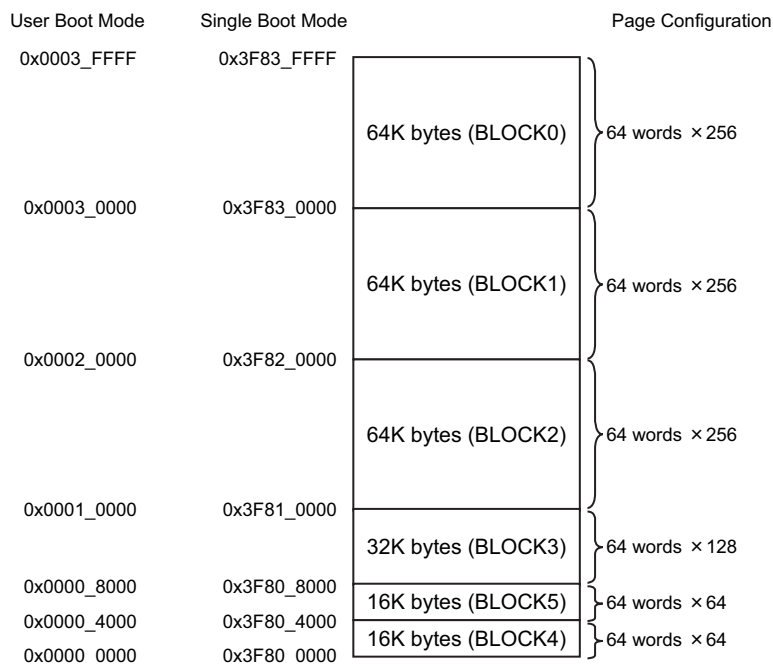 User Boot Mode Single Boot Mode Page Configuration
0x0003_FFFF 0x3F83_FFFF
64K bytes (BLOCK0) 64 words ×256
0x0003_0000 0x3F83_0000
64K bytes (BLOCK1) 64 words ×256
0x0002_0000 0x3F82_0000
64K bytes (BLOCK2) 64 words ×256
0x0001_0000 0x3F81_0000
32K bytes (BLOCK3) 64 words ×128
0x0000_8000 0x3F80_8000
16K bytes (BLOCK5) 64 words ×64
0x0000_4000 0x3F80_4000
16K bytes (BLOCK4) 64 words ×64
0x0000_0000 0x3F80_0000